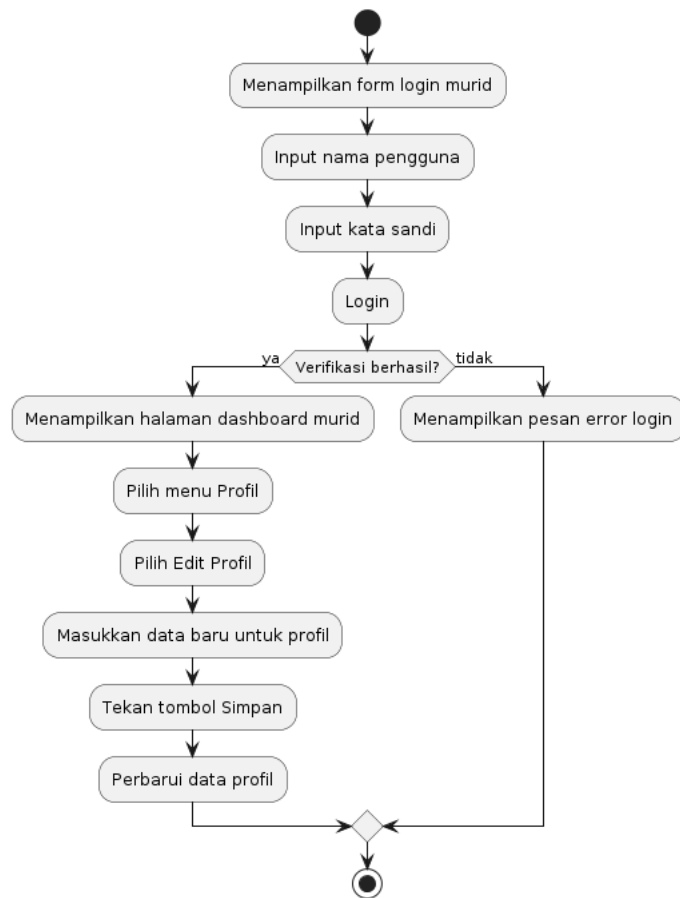 Menampilkan form login murid
Input nama pengguna
Input kata sandi
Login
ya
Verifikasi berhasil?
tidak
Menampilkan halaman dashboard murid
Menampilkan pesan error login
Pilih menu Profil
Pilih Edit Profil
Masukkan data baru untuk profil
Tekan tombol Simpan
Perbarui data profil